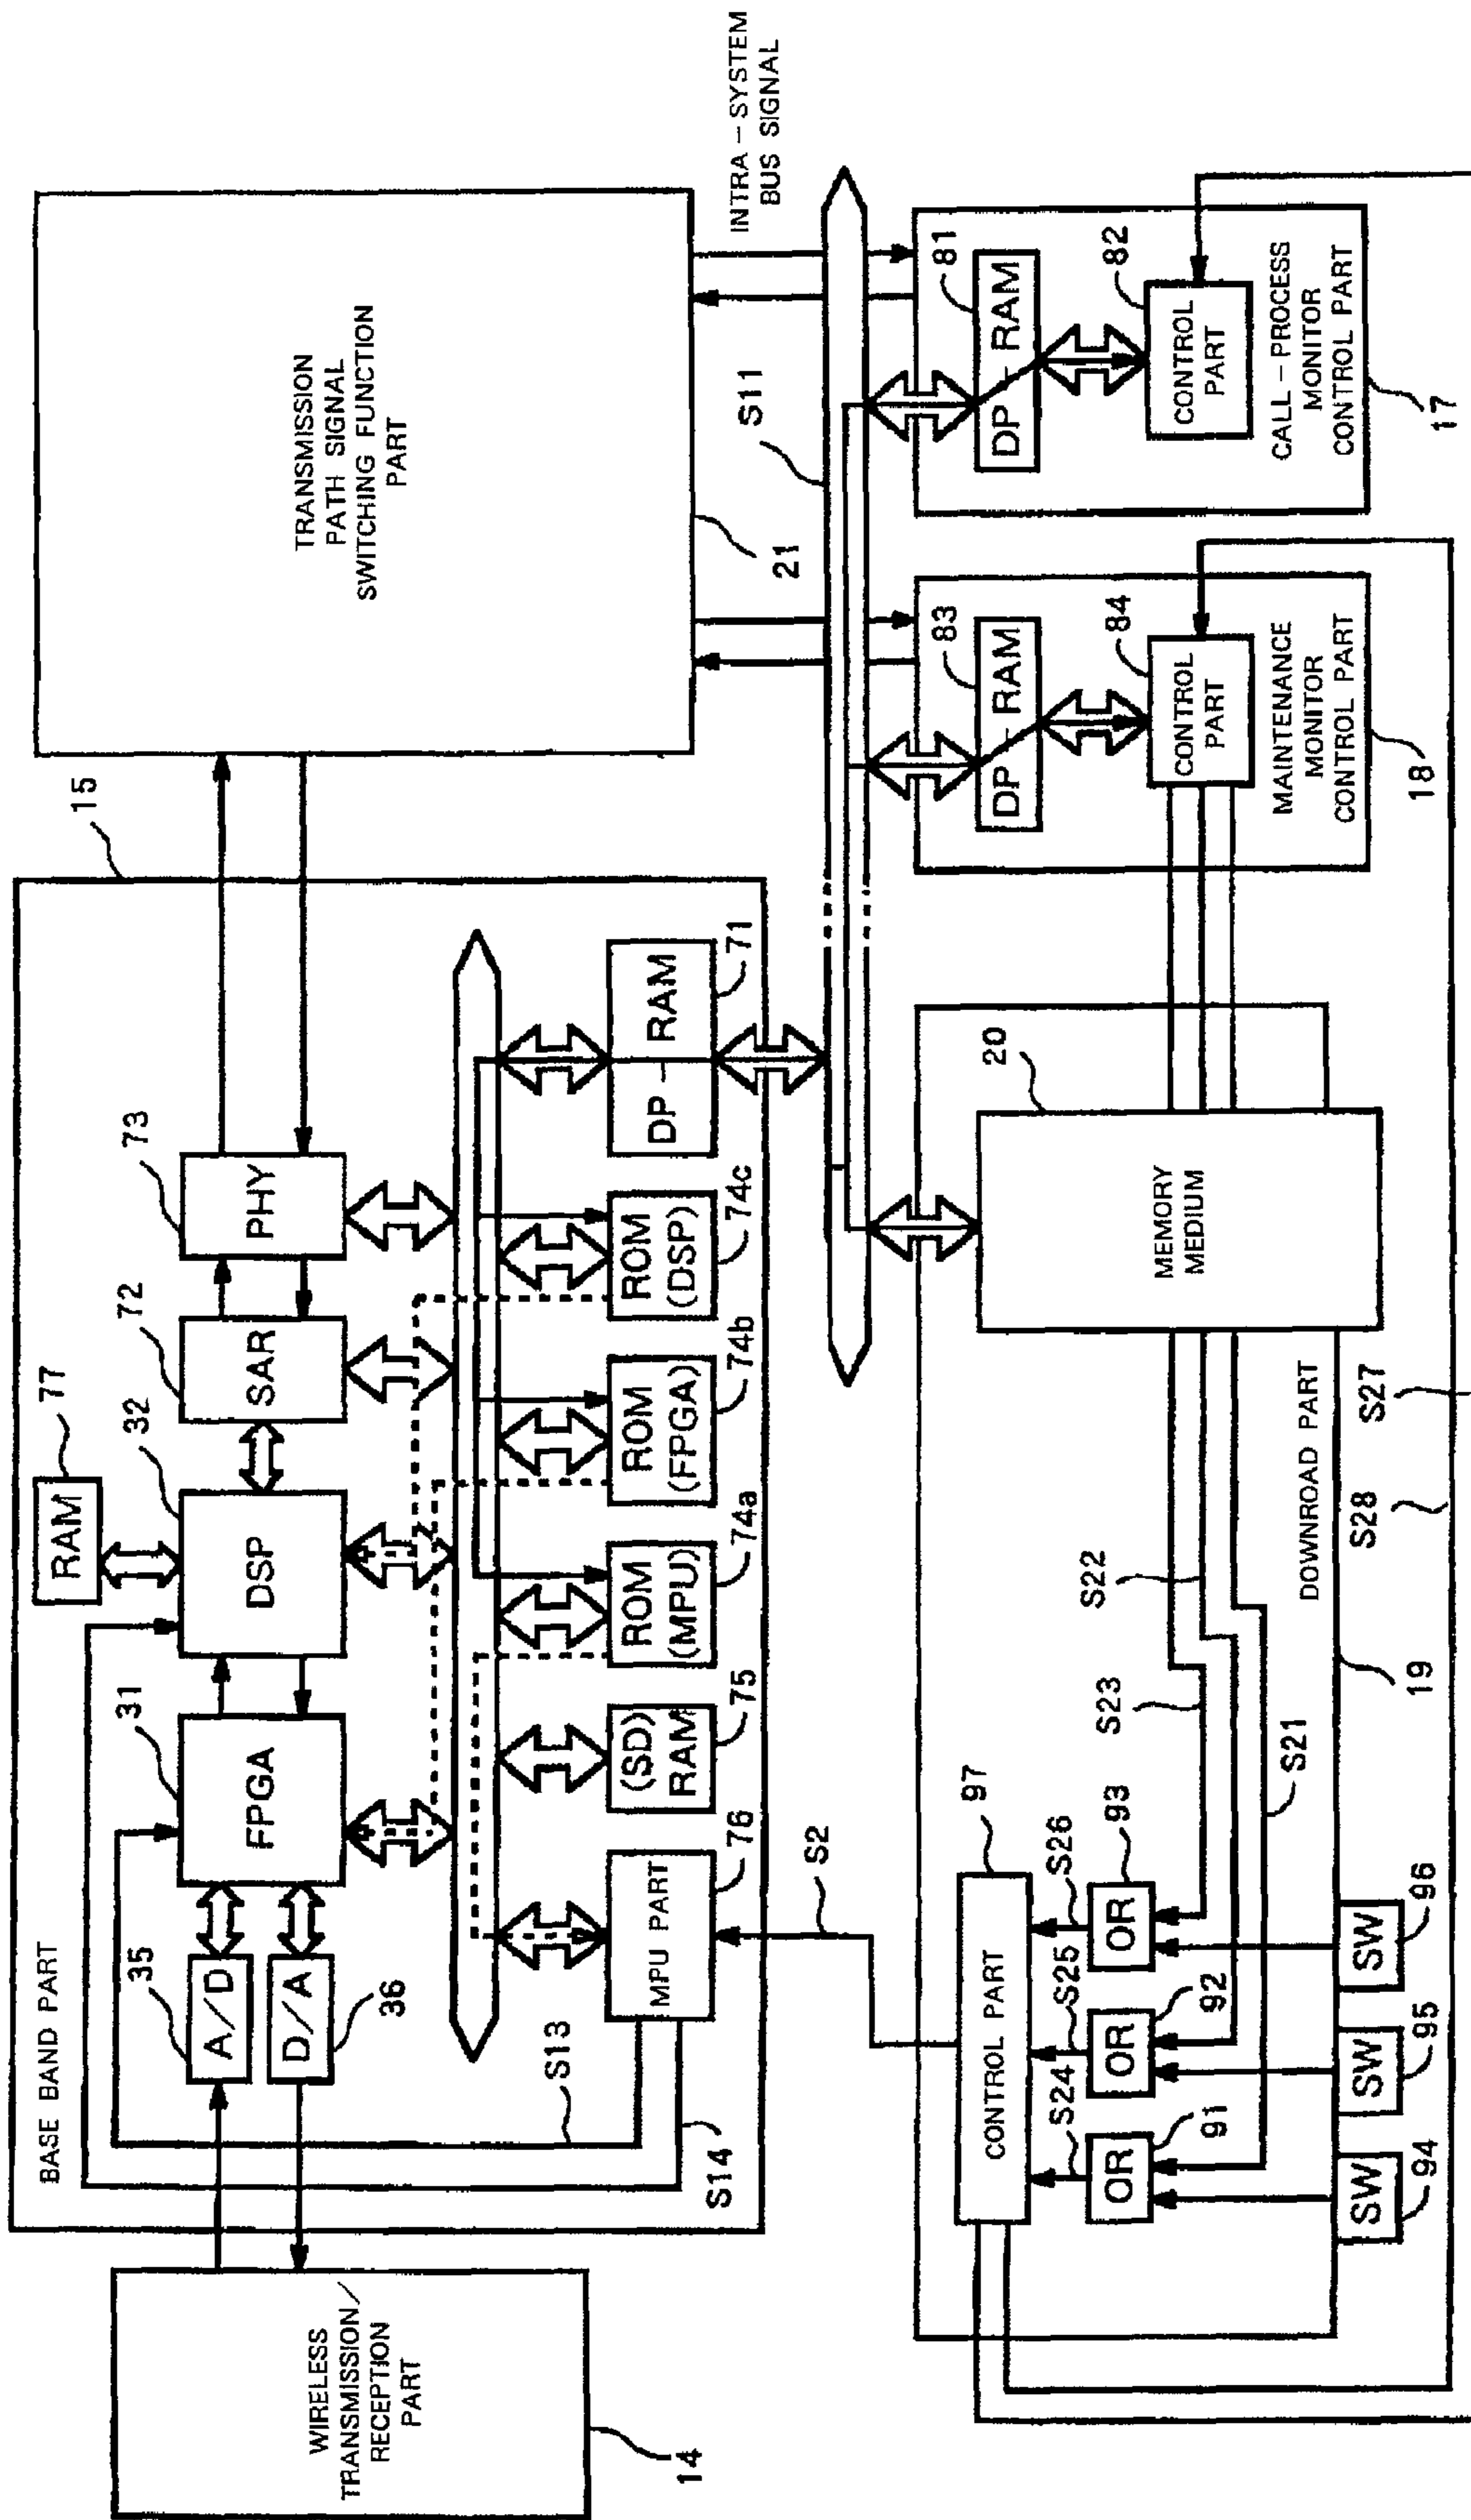 WIRELESS
TRANSMISSION/
RECEPTION
PART
14
BASE BAND PART
15
35
A/D
D/A
36
31
FPGA
32
DSP
77
RAM
72
SAR
73
PHY
S13
S14
MPU PART
76
(SD)
RAM
75
ROM
(MPU)
74a
ROM
(FPGA)
74b
ROM
(DSP)
74c
DP - RAM
71
TRANSMISSION
PATH SIGNAL
SWITCHING FUNCTION
PART
21
INTRA-SYSTEM
BUS SIGNAL
S11
S2
CONTROL PART
97
S24
S25
S26
OR
91
OR
92
OR
93
SW
94
SW
95
SW
96
S23
S22
S21
19
DOWNROAD PART
S28
S27
MEMORY
MEDIUM
20
DP - RAM
83
CONTROL
PART
84
MAINTENANCE
MONITOR
CONTROL PART
18
DP - RAM
81
CONTROL
PART
82
CALL-PROCESS
MONITOR
CONTROL PART
17